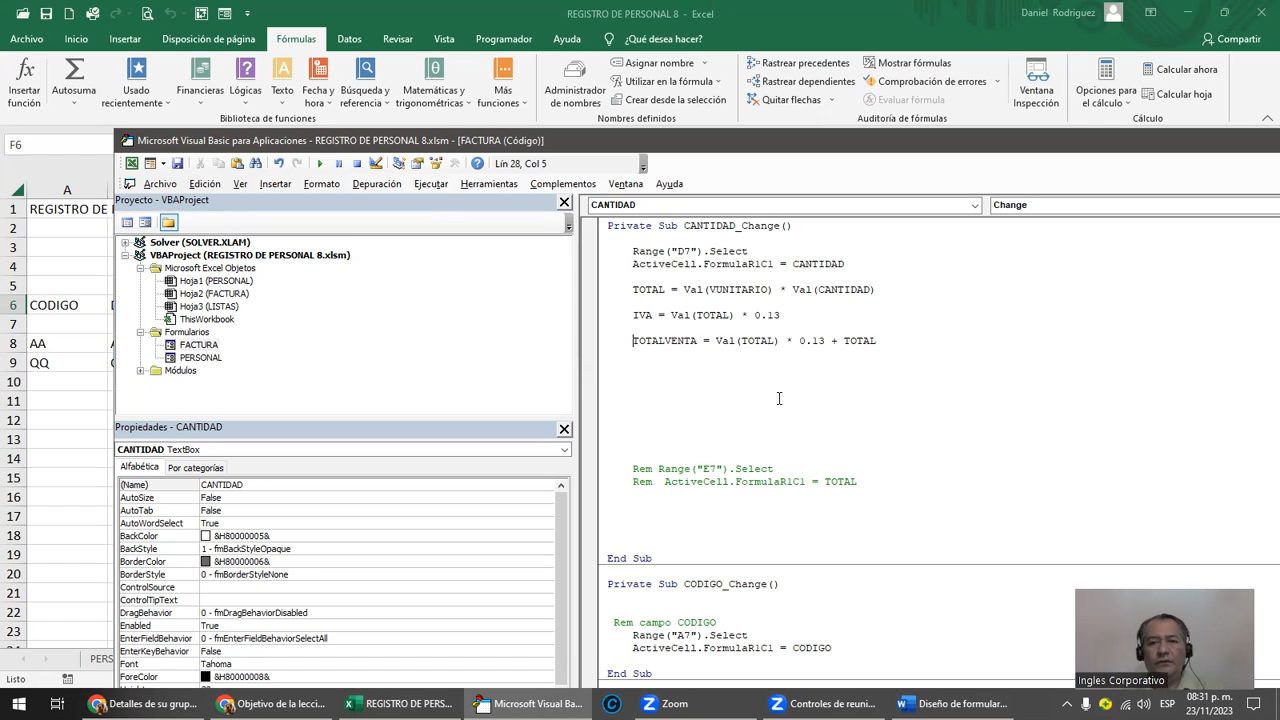 REGISTRO DE PERSONAL 8 - Excel
Daniel Rodriguez
Archivo Inicio Insertar Disposición de página Fórmulas Datos Revisar Vista Programador Ayuda ¿Qué desea hacer? Compartir
Insertar función
Autosuma
Usado recientemente
Financieras
Lógicas
Texto
Fecha y hora
Búsqueda y referencia
Matemáticas y trigonométricas
Más funciones
Biblioteca de funciones
Administrador de nombres
Asignar nombre
Utilizar en la fórmula
Crear desde la selección
Nombres definidos
Rastrear precedentes
Rastrear dependientes
Quitar flechas
Mostrar fórmulas
Comprobación de errores
Evaluar fórmula
Auditoría de fórmulas
Ventana Inspección
Opciones para el cálculo
Calcular ahora
Calcular hoja
Cálculo
F6
A
1 REGISTRO DE
2
3
4
5
6 CODIGO
7
8 AA
9 QQ
10
11
12
13
14
15
16
17
18
19
20
21
22
23
PERS
Listo
Microsoft Visual Basic para Aplicaciones - REGISTRO DE PERSONAL 8.xlsm - [FACTURA (Código)]
Lín 28, Col 5
Archivo Edición Ver Insertar Formato Depuración Ejecutar Herramientas Complementos Ventana Ayuda
Proyecto - VBAProject
Solver (SOLVER.XLAM)
VBAProject (REGISTRO DE PERSONAL 8.xlsm)
Microsoft Excel Objetos
Hoja1 (PERSONAL)
Hoja2 (FACTURA)
Hoja3 (LISTAS)
ThisWorkbook
Formularios
FACTURA
PERSONAL
Módulos
Propiedades - CANTIDAD
CANTIDAD TextBox
Alfabética Por categorías
(Name) CANTIDAD
AutoSize False
AutoTab False
AutoWordSelect True
BackColor &H80000005&
BackStyle 1 - fmBackStyleOpaque
BorderColor &H80000006&
BorderStyle 0 - fmBorderStyleNone
ControlSource
ControlTipText
DragBehavior 0 - fmDragBehaviorDisabled
Enabled True
EnterFieldBehavior 0 - fmEnterFieldBehaviorSelectAll
EnterKeyBehavior False
Font Tahoma
ForeColor &H80000008&
CANTIDAD
Change
Private Sub CANTIDAD_Change()
Range("D7").Select
ActiveCell.FormulaR1C1 = CANTIDAD
TOTAL = Val(VUNITARIO) * Val(CANTIDAD)
IVA = Val(TOTAL) * 0.13
TOTALVENTA = Val(TOTAL) * 0.13 + TOTAL
Rem Range("E7").Select
Rem ActiveCell.FormulaR1C1 = TOTAL
End Sub
Private Sub CODIGO_Change()
Rem campo CODIGO
Range("A7").Select
ActiveCell.FormulaR1C1 = CODIGO
End Sub
Ingles Corporativo
Detalles de su grup...
Objetivo de la lecci...
REGISTRO DE PERS...
Microsoft Visual Ba...
Zoom
Controles de reuni...
Diseño de formular...
ESP
08:31 p. m.
23/11/2023